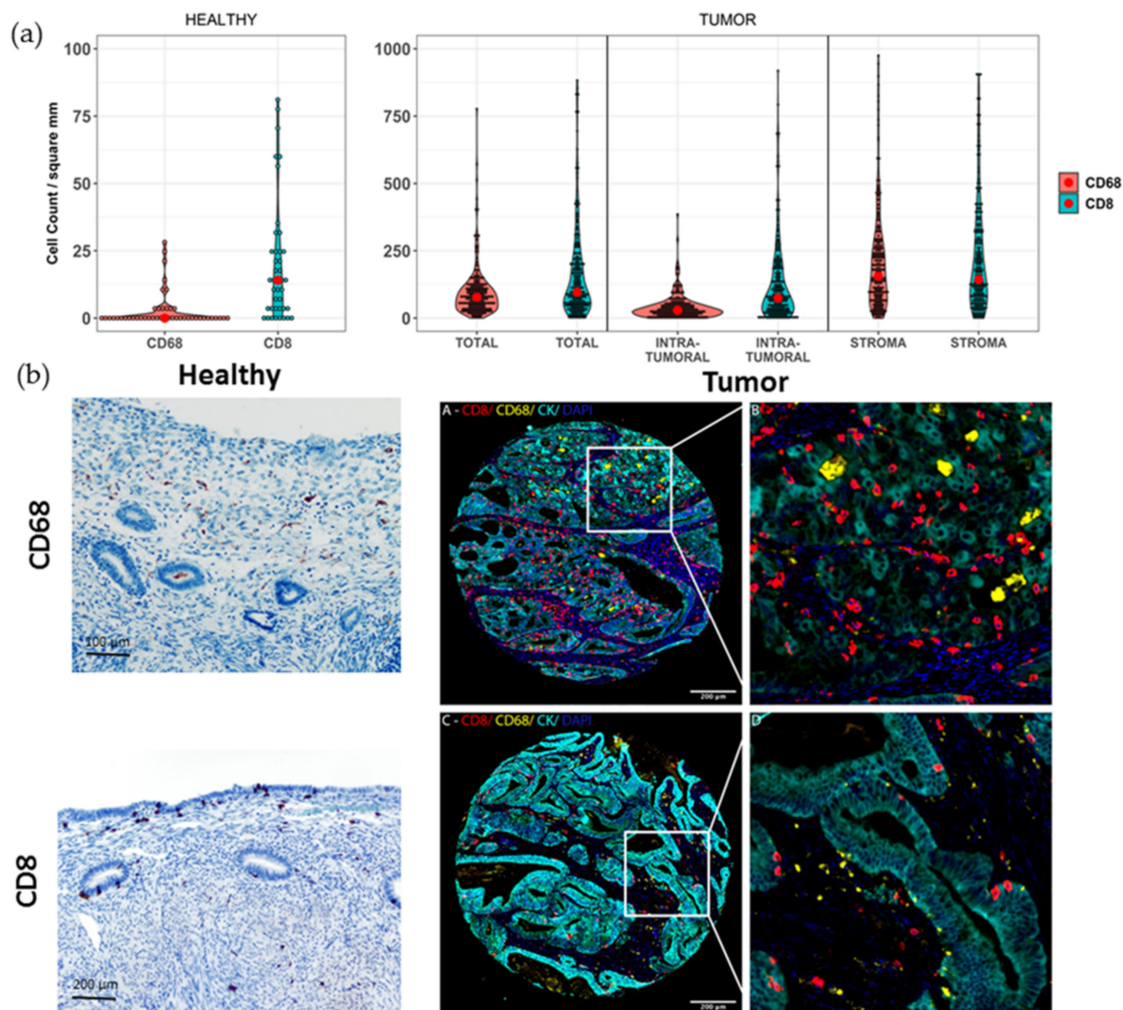 (a)
HEALTHY
TUMOR
Cell Count / square mm
100
75
50
25
0
CD68
CD8
1000
750
500
250
0
TOTAL
TOTAL
INTRA-
TUMORAL
INTRA-
TUMORAL
STROMA
STROMA
CD68
CD8
(b)
Healthy
Tumor
CD68
100 µm
A - CD8/ CD68/ CK/ DAPI
200 µm
B
CD8
200 µm
C - CD8/ CD68/ CK/ DAPI
200 µm
D